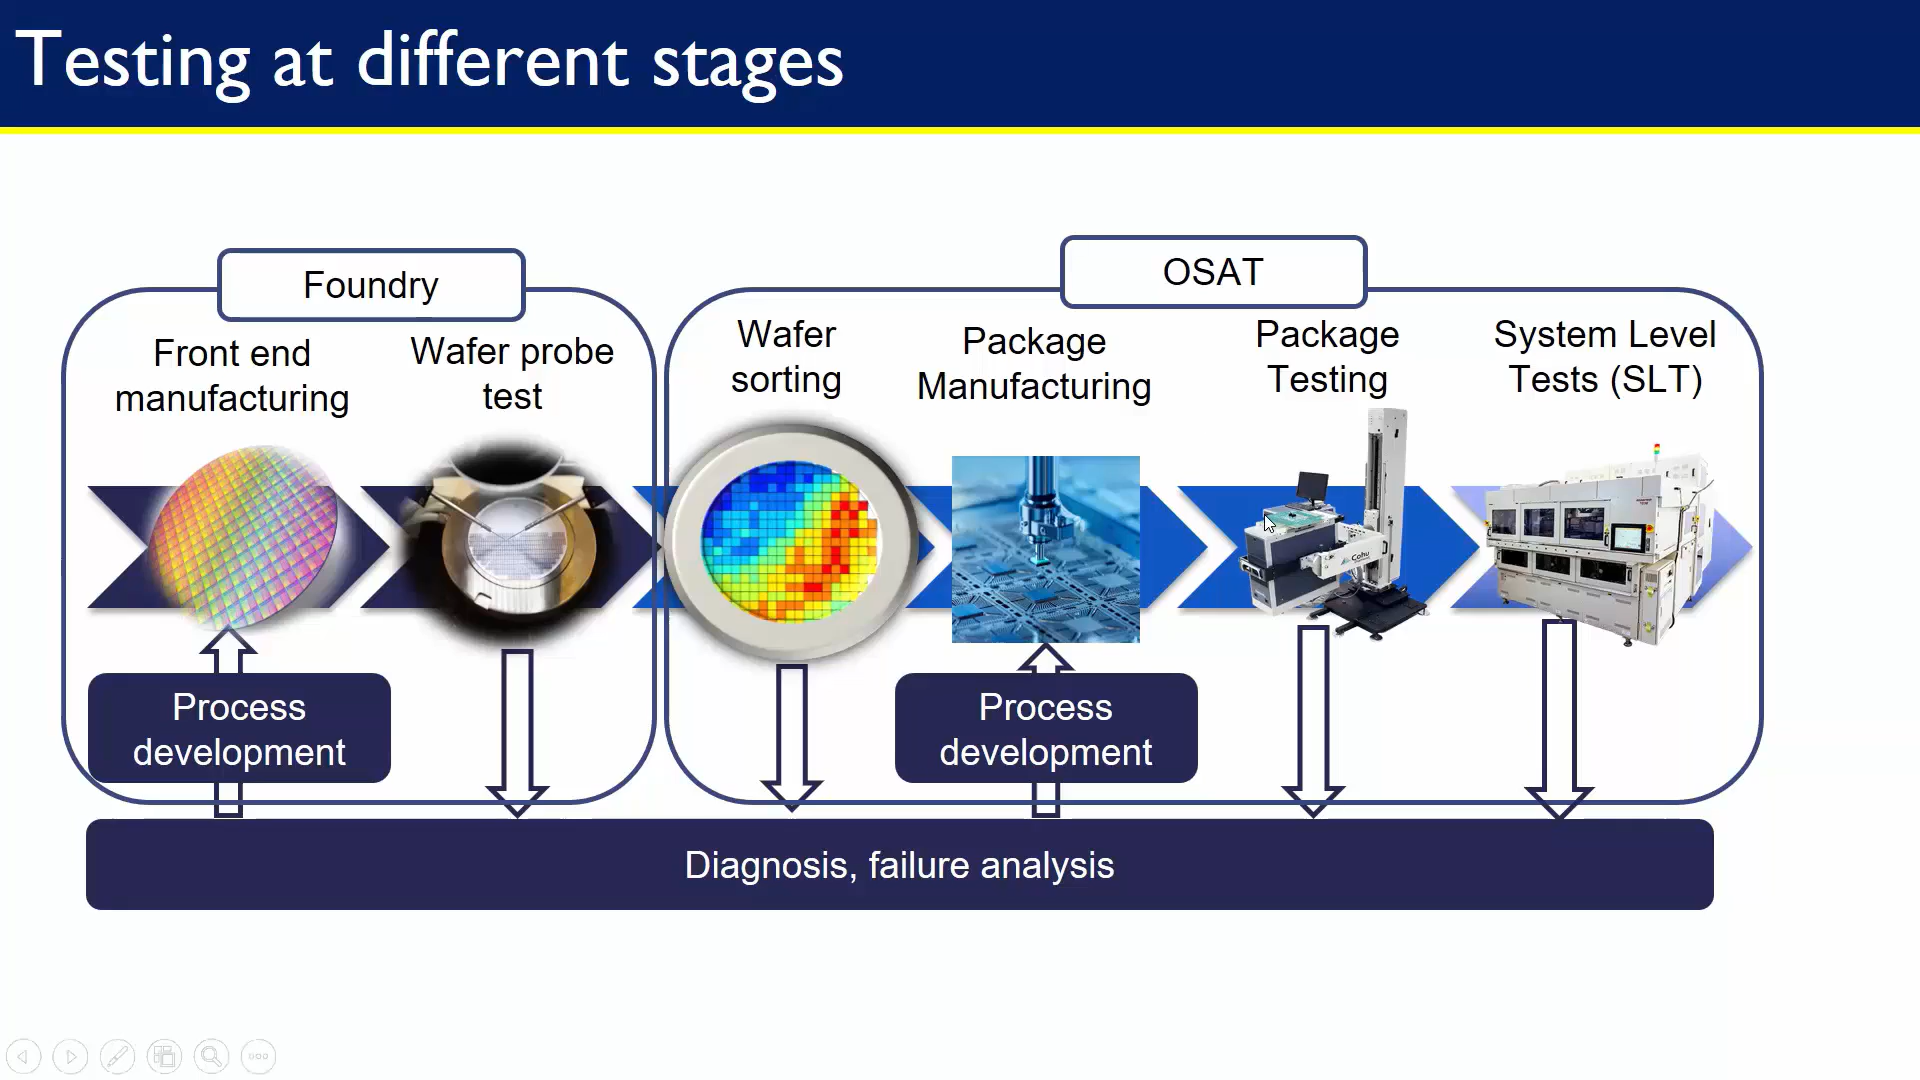 Testing at different stages
Foundry
OSAT
Front end
manufacturing
Wafer probe
test
Wafer
sorting
Package
Manufacturing
Package
Testing
System Level
Tests (SLT)
Cohu
Process
development
Process
development
Diagnosis, failure analysis